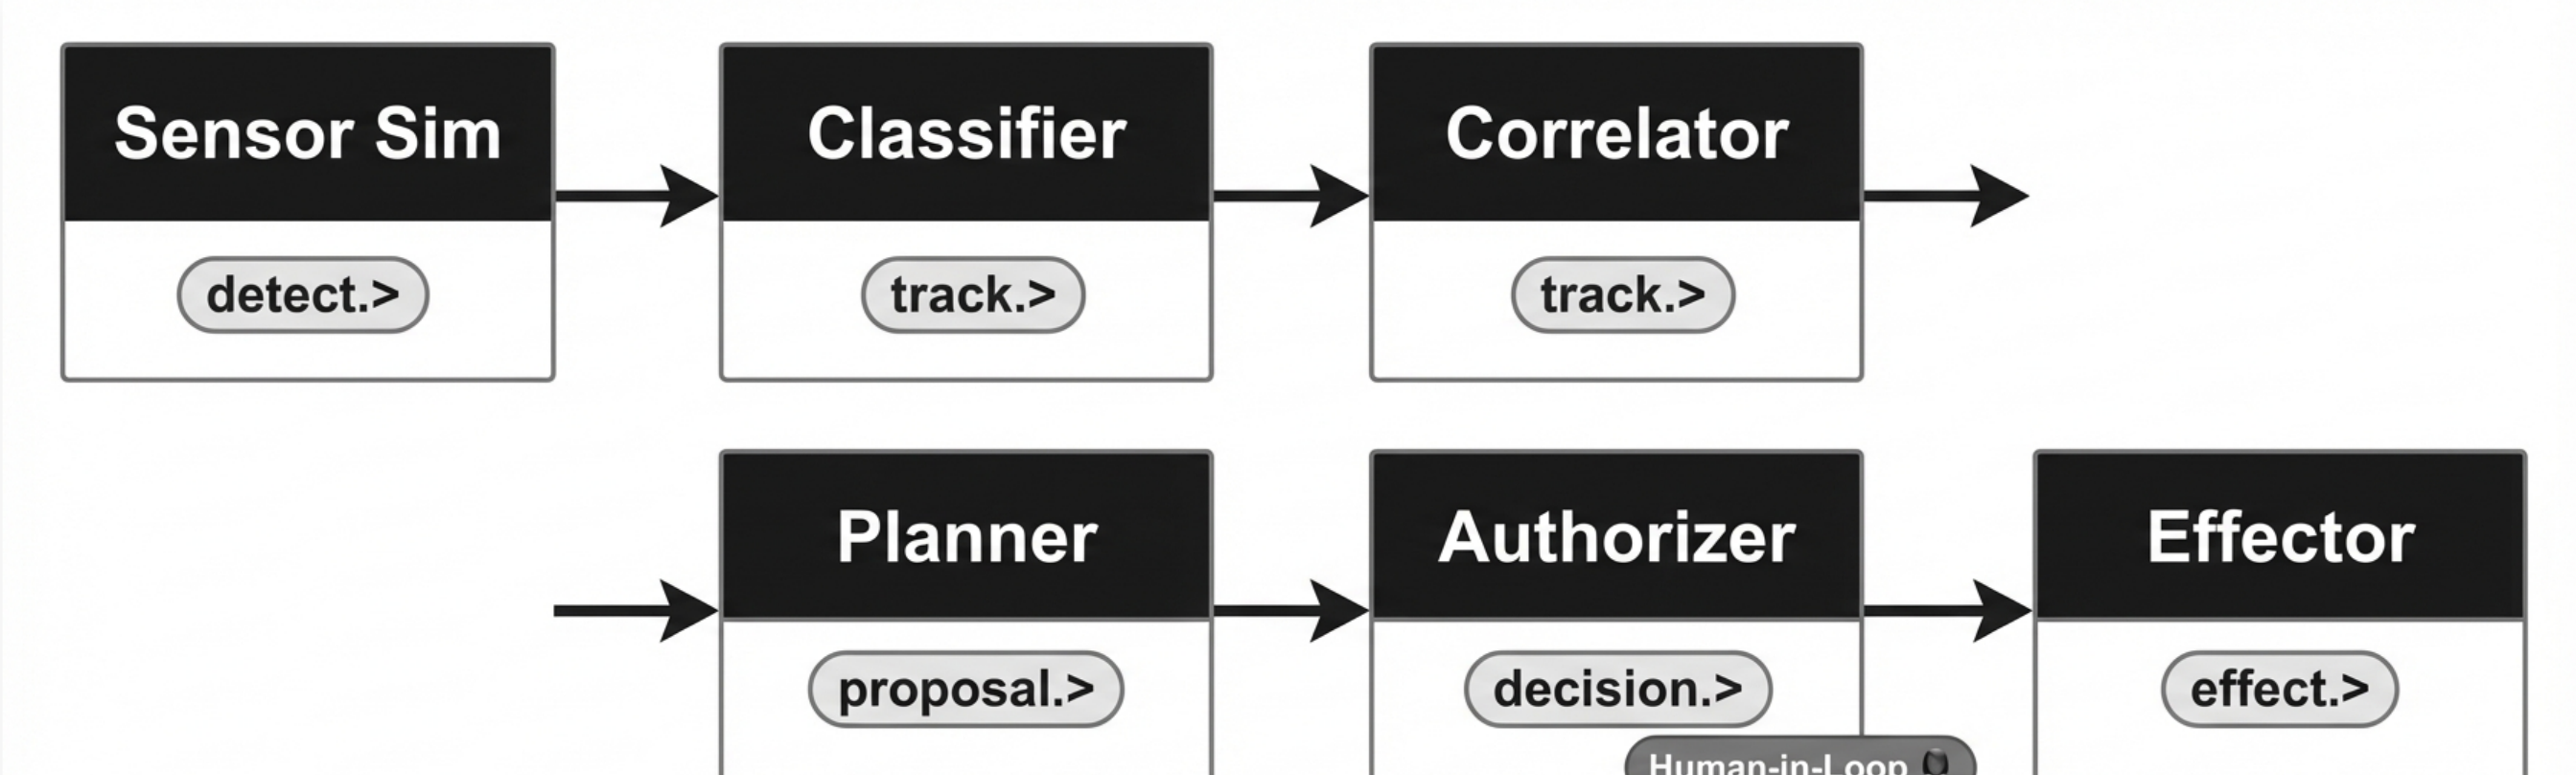 Sensor Sim
Classifier
Correlator
detect.>
track.>
track.>
Planner
Authorizer
Effector
proposal.>
decision.>
effect.>
Human-in-Loop